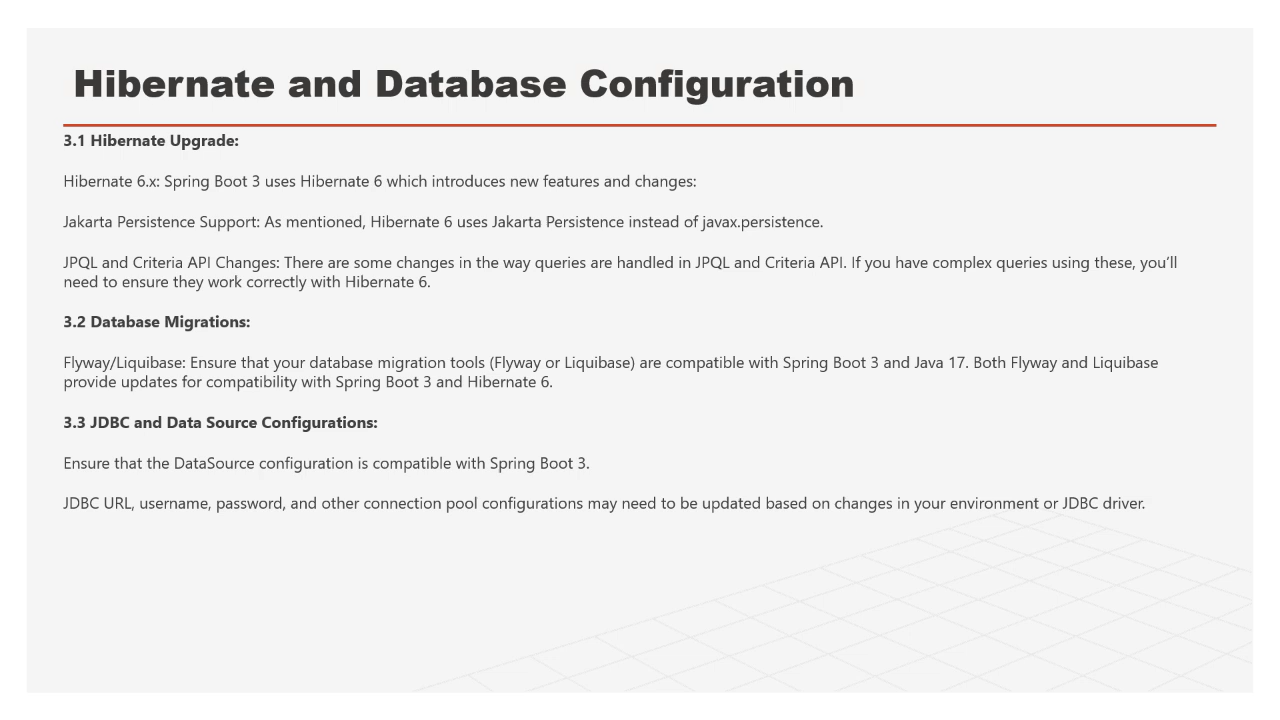 Hibernate and Database Configuration
3.1 Hibernate Upgrade:
Hibernate 6.x: Spring Boot 3 uses Hibernate 6 which introduces new features and changes:
Jakarta Persistence Support: As mentioned, Hibernate 6 uses Jakarta Persistence instead of javax.persistence.
JPQL and Criteria API Changes: There are some changes in the way queries are handled in JPQL and Criteria API. If you have complex queries using these, you’ll
need to ensure they work correctly with Hibernate 6.
3.2 Database Migrations:
Flyway/Liquibase: Ensure that your database migration tools (Flyway or Liquibase) are compatible with Spring Boot 3 and Java 17. Both Flyway and Liquibase
provide updates for compatibility with Spring Boot 3 and Hibernate 6.
3.3 JDBC and Data Source Configurations:
Ensure that the DataSource configuration is compatible with Spring Boot 3.
JDBC URL, username, password, and other connection pool configurations may need to be updated based on changes in your environment or JDBC driver.